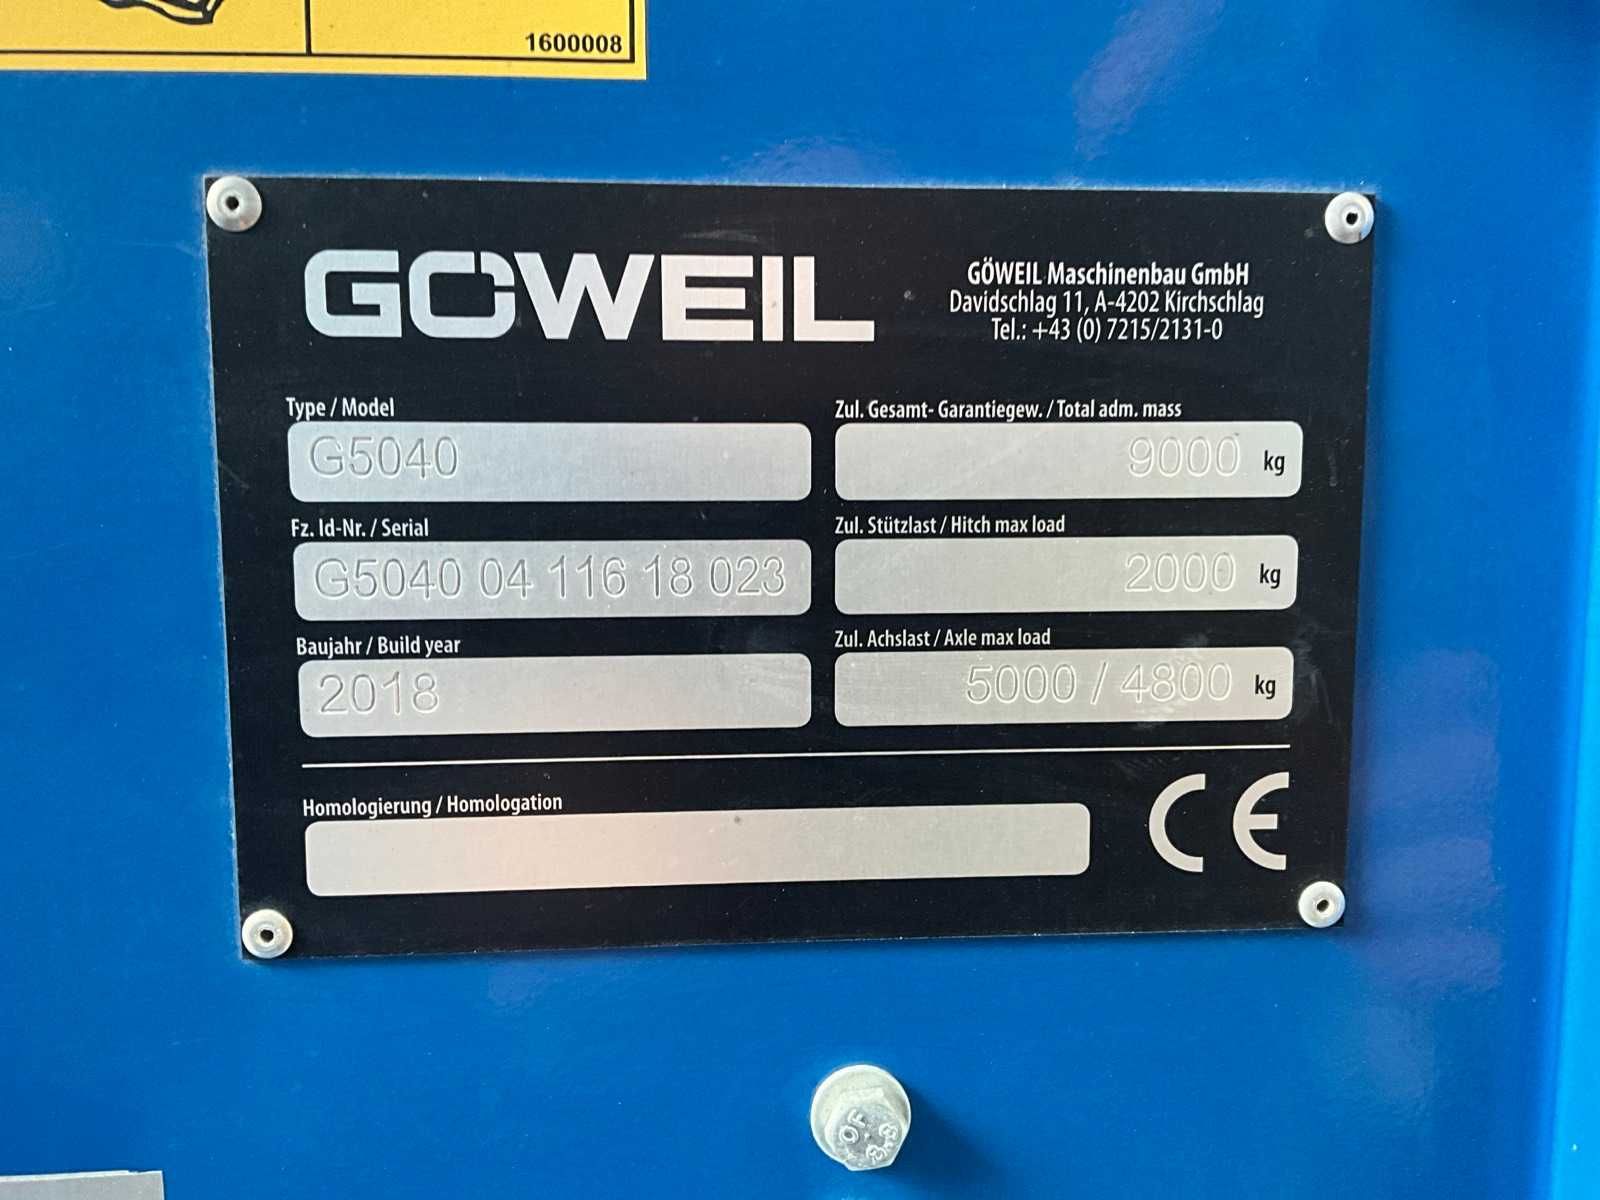 1600008
GÖWEIL
GÖWEIL Maschinenbau GmbH
Davidschlag 11, A-4202 Kirchschlag
Tel.: +43 (0) 7215/2131-0
Type / Model
G5040
Fz. Id-Nr. / Serial
G5040 04 116 18 023
Baujahr / Build year
2018
Zul. Gesamt- Garantiegew. / Total adm. mass
9000 kg
Zul. Stützlast / Hitch max load
2000 kg
Zul. Achslast / Axle max load
5000 / 4800 kg
Homologierung / Homologation
CE
OF
8.8